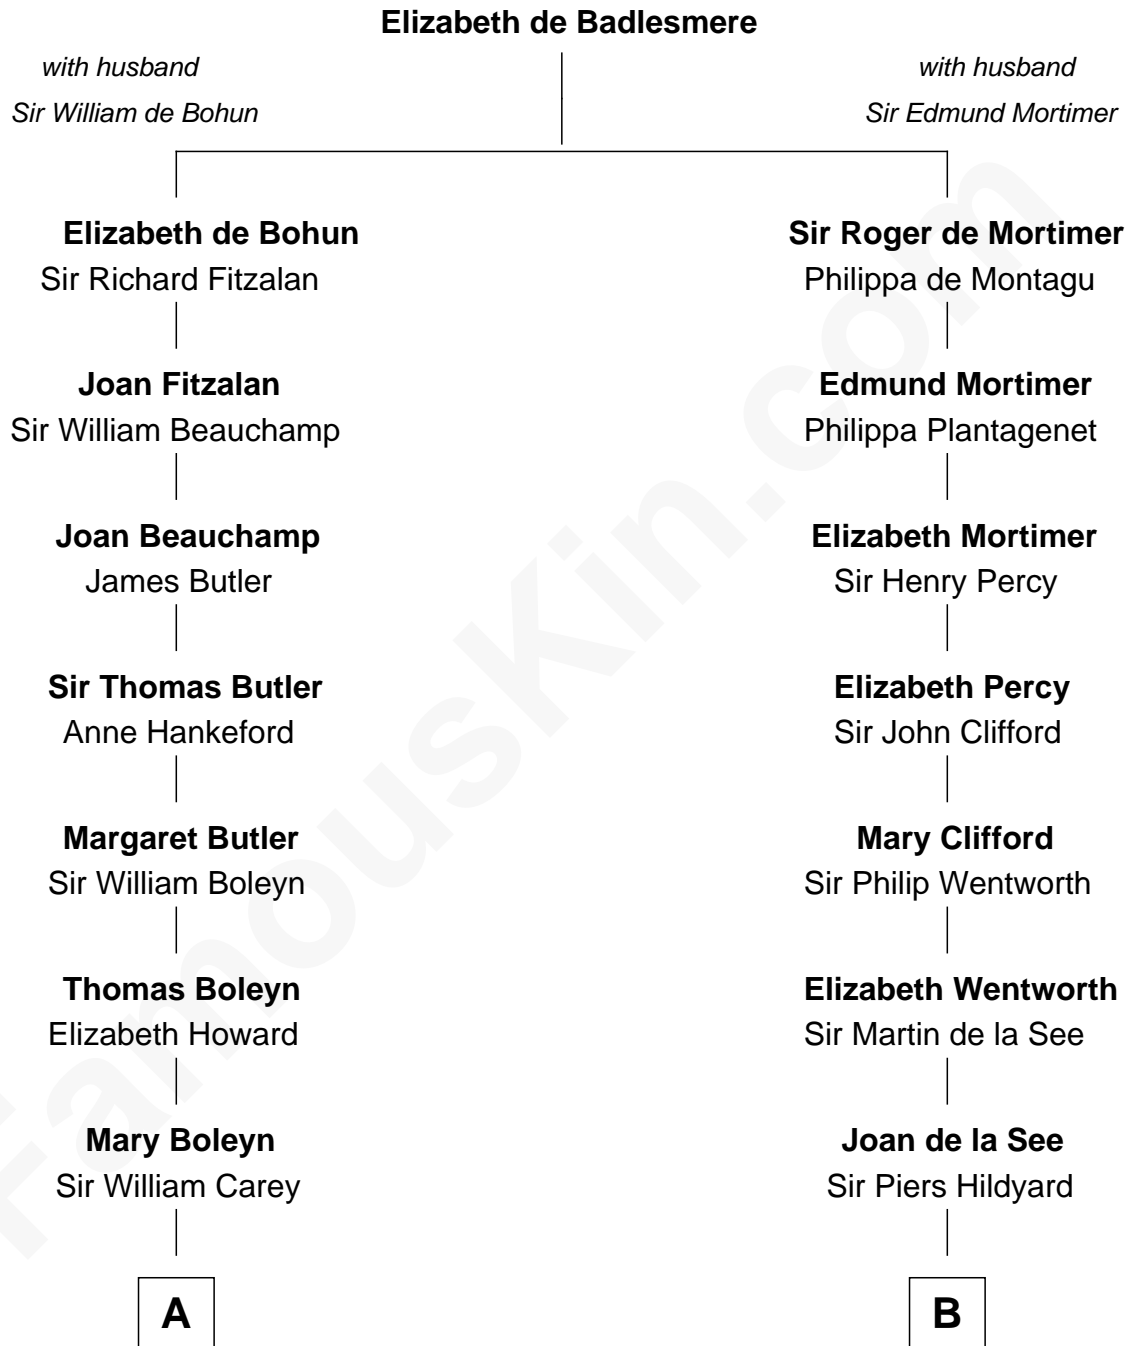 Elizabeth de Badlesmere
with husband
Sir William de Bohun
with husband
Sir Edmund Mortimer
Elizabeth de Bohun
Sir Richard Fitzalan
Sir Roger de Mortimer
Philippa de Montagu
Joan Fitzalan
Sir William Beauchamp
Edmund Mortimer
Philippa Plantagenet
Joan Beauchamp
James Butler
Elizabeth Mortimer
Sir Henry Percy
Sir Thomas Butler
Anne Hankeford
Elizabeth Percy
Sir John Clifford
Margaret Butler
Sir William Boleyn
Mary Clifford
Sir Philip Wentworth
Thomas Boleyn
Elizabeth Howard
Elizabeth Wentworth
Sir Martin de la See
Mary Boleyn
Sir William Carey
Joan de la See
Sir Piers Hildyard
A
B
FamousKin.com